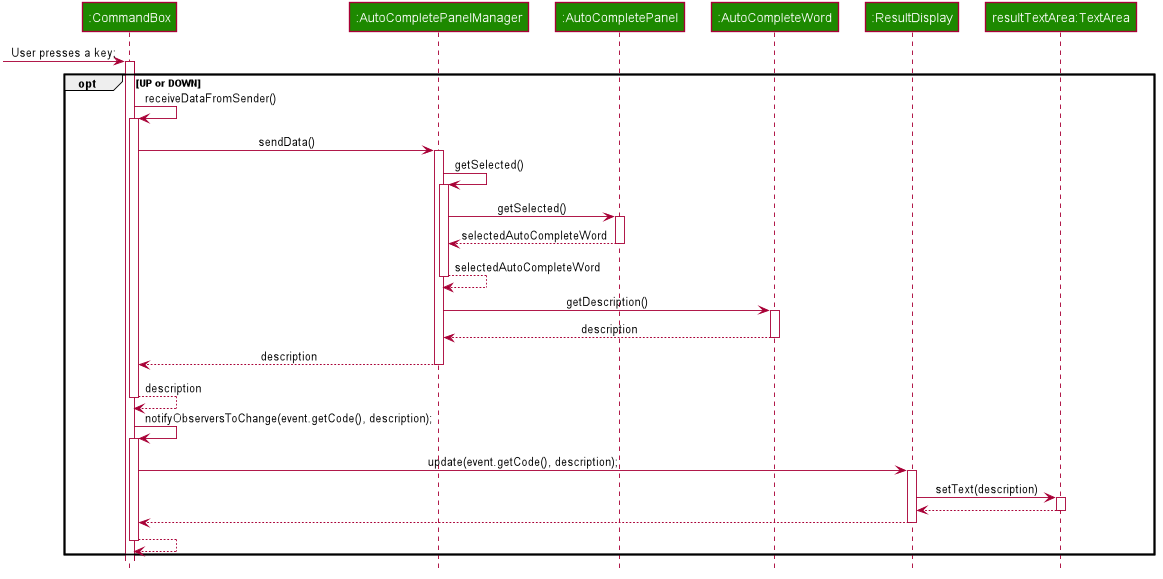 :CommandBox
:AutoCompletePanelManager
:AutoCompletePanel
:AutoCompleteWord
:ResultDisplay
resultTextArea:TextArea
User presses a key;
opt
[UP or DOWN]
receiveDataFromSender()
sendData()
getSelected()
getSelected()
selectedAutoCompleteWord
selectedAutoCompleteWord
getDescription()
description
description
description
notifyObserversToChange(event.getCode(), description);
update(event.getCode(), description);
setText(description)